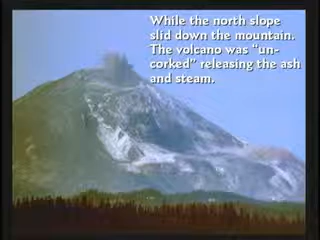 While the north slope
slid down the mountain.
The volcano was "un-
corked" releasing the ash
and steam.